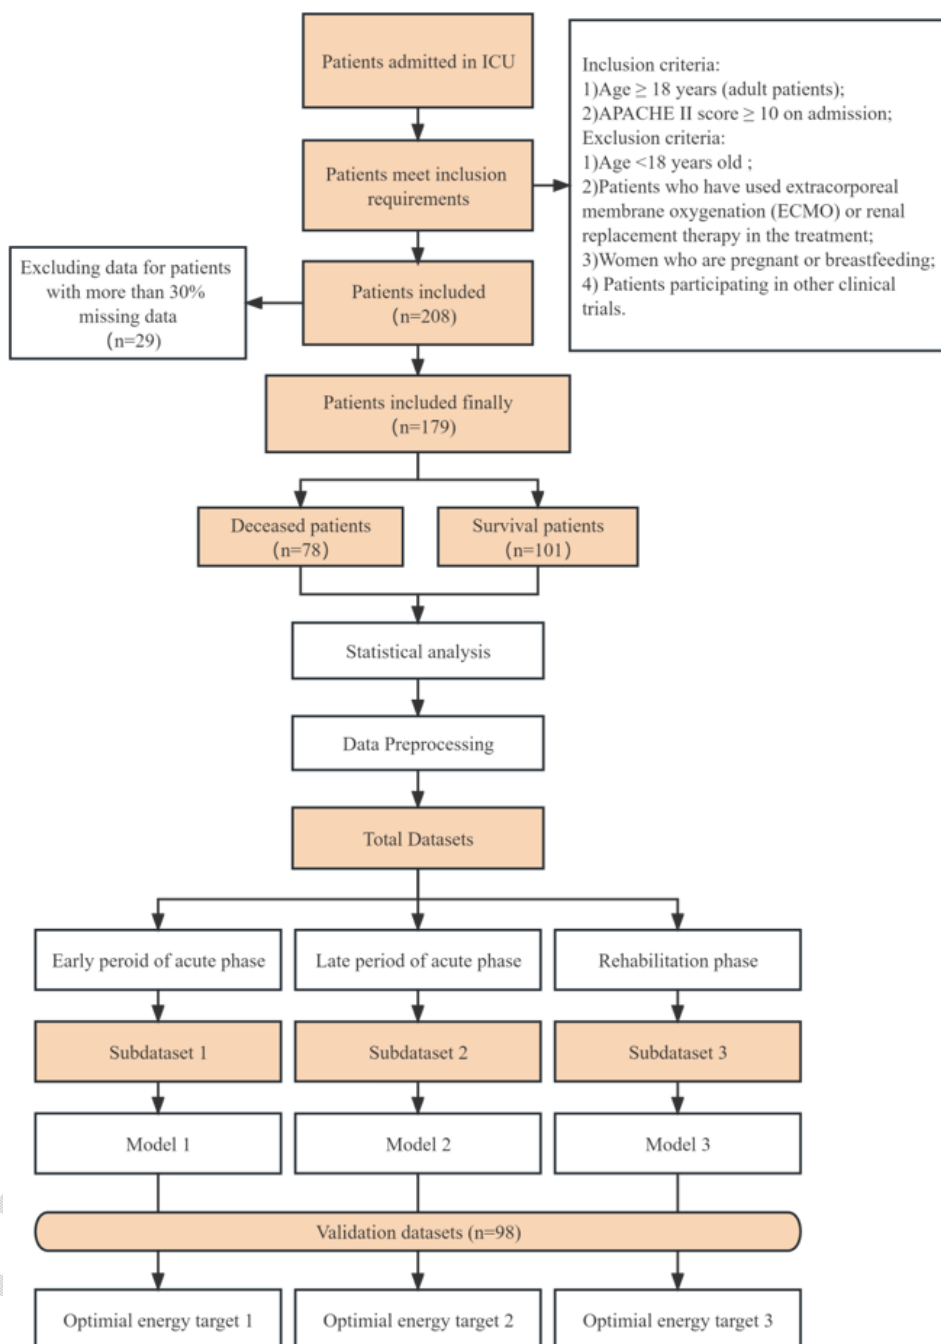 Patients admitted in ICU
Inclusion criteria:
1)Age ≥ 18 years (adult patients);
2)APACHE II score ≥ 10 on admission;
Exclusion criteria:
1)Age <18 years old ;
2)Patients who have used extracorporeal
membrane oxygenation (ECMO) or renal
replacement therapy in the treatment;
3)Women who are pregnant or breastfeeding;
4) Patients participating in other clinical
trials.
Patients meet inclusion
requirements
Excluding data for patients
with more than 30%
missing data
(n=29)
Patients included
(n=208)
Patients included finally
(n=179)
Deceased patients
(n=78)
Survival patients
(n=101)
Statistical analysis
Data Preprocessing
Total Datasets
Early peroid of acute phase
Late period of acute phase
Rehabilitation phase
Subdataset 1
Subdataset 2
Subdataset 3
Model 1
Model 2
Model 3
Validation datasets (n=98)
Optimial energy target 1
Optimial energy target 2
Optimial energy target 3